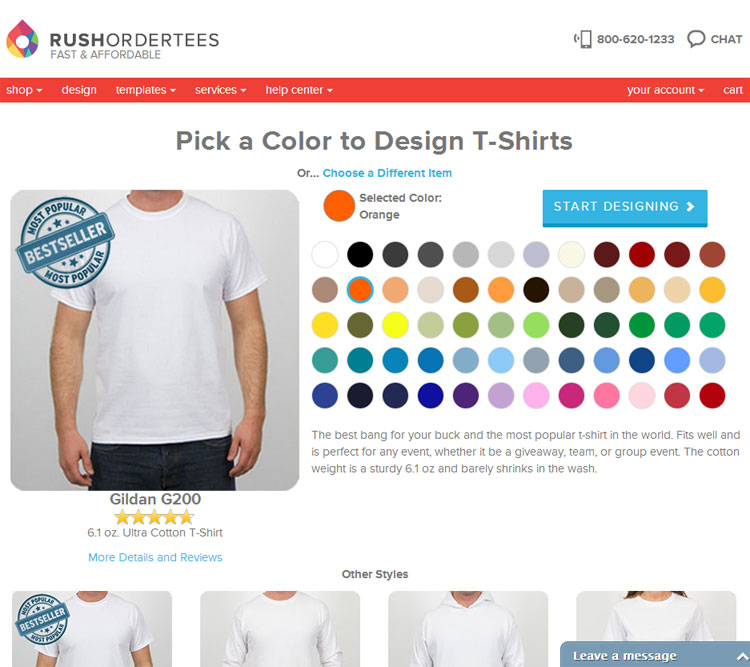 RUSHORDERTEES
FAST & AFFORDABLE
800-620-1233
CHAT
shop
design
templates
services
help center
your account
cart
Pick a Color to Design T-Shirts
Or... Choose a Different Item
MOST POPULAR
BESTSELLER
MOST POPULAR
Selected Color:
Orange
START DESIGNING
The best bang for your buck and the most popular t-shirt in the world. Fits well and
is perfect for any event, whether it be a giveaway, team, or group event. The cotton
weight is a sturdy 6.1 oz and barely shrinks in the wash.
Gildan G200
6.1 oz. Ultra Cotton T-Shirt
More Details and Reviews
Other Styles
MOST POPULAR
BESTSELLER
MOST POPULAR
Leave a message